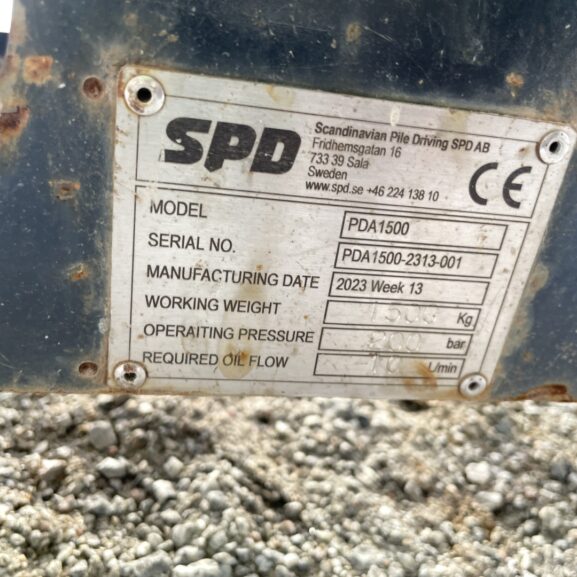 SPD
Scandinavian Pile Driving SPD AB
Fridhemsgatan 16
733 39 Sala
Sweden
www.spd.se +46 224 138 10
CE
MODEL PDA1500
SERIAL NO. PDA1500-2313-001
MANUFACTURING DATE 2023 Week 13
WORKING WEIGHT Kg
OPERAITING PRESSURE bar
REQUIRED OIL FLOW L/min